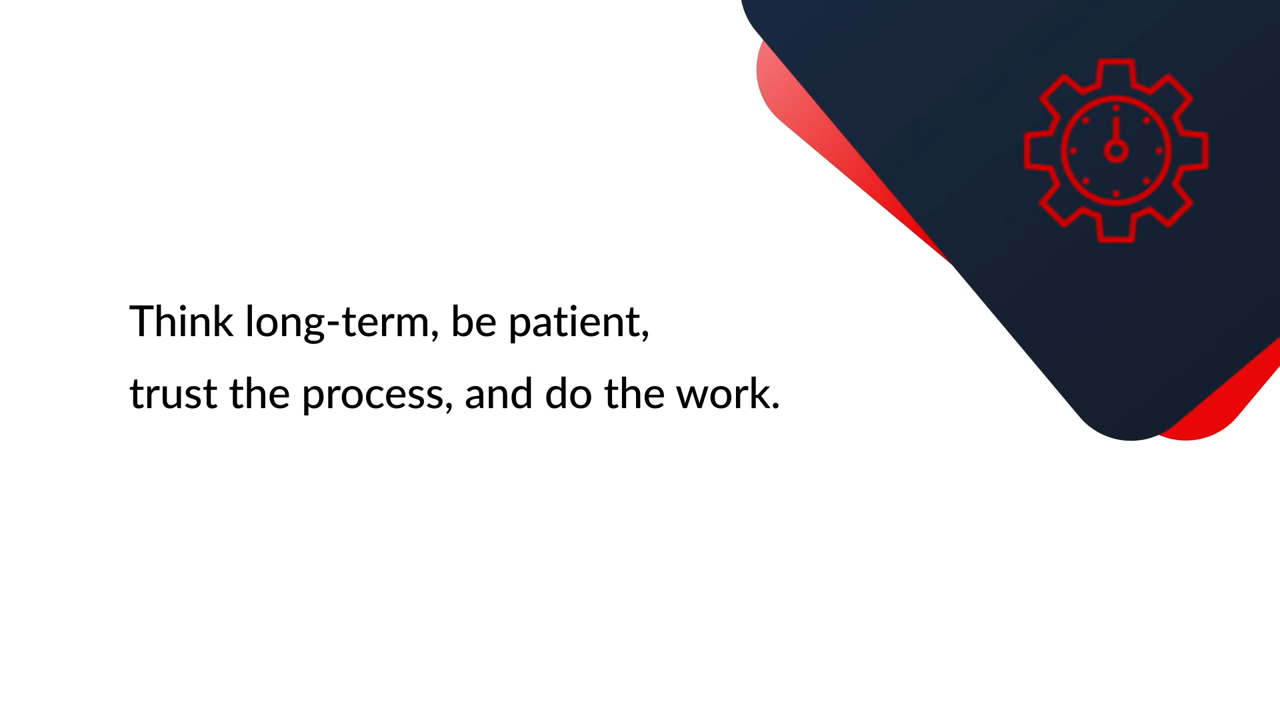 Think long-term, be patient,
trust the process, and do the work.